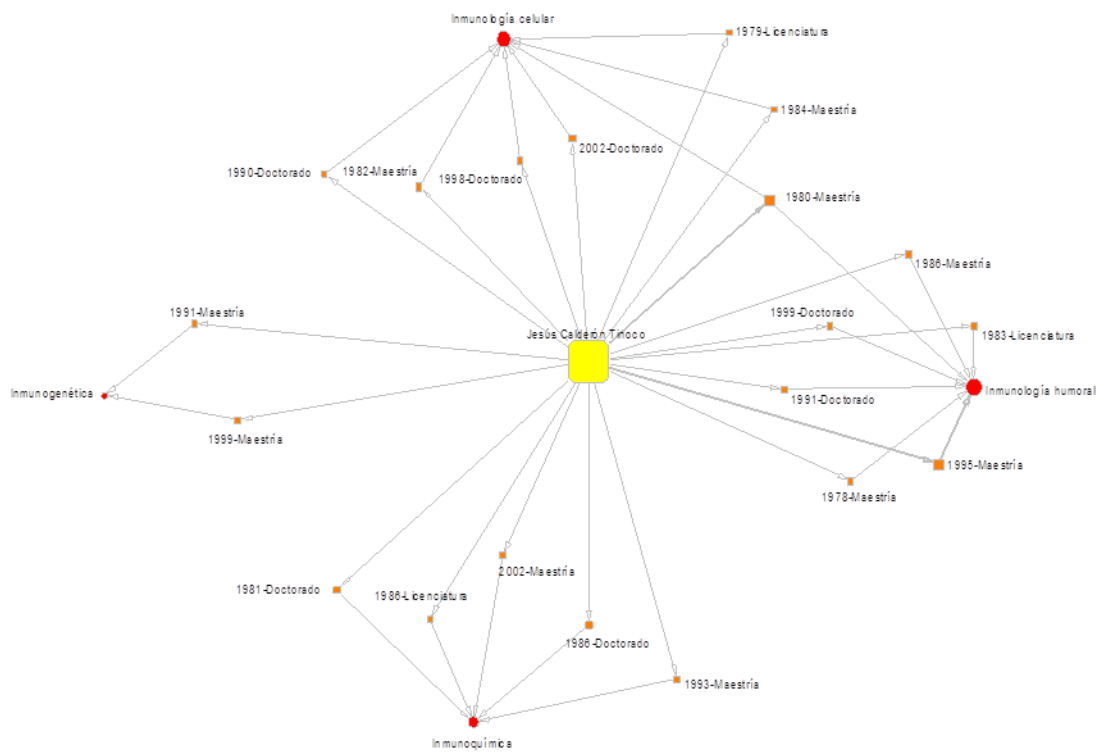 Inmunología celular
1979-Licenciatura
1984-Maestría
2002-Doctorado
1990-Doctorado
1982-Maestría
1998-Doctorado
1980-Maestría
1986-Maestría
1991-Maestría
1999-Doctorado
Jesús Calderón Tinoco
1983-Licenciatura
Inmunogenética
1991-Doctorado
Inmunología humoral
1999-Maestría
1995-Maestría
1978-Maestría
2002-Maestría
1981-Doctorado
1986-Licenciatura
1986-Doctorado
1993-Maestría
Inmunoquímica